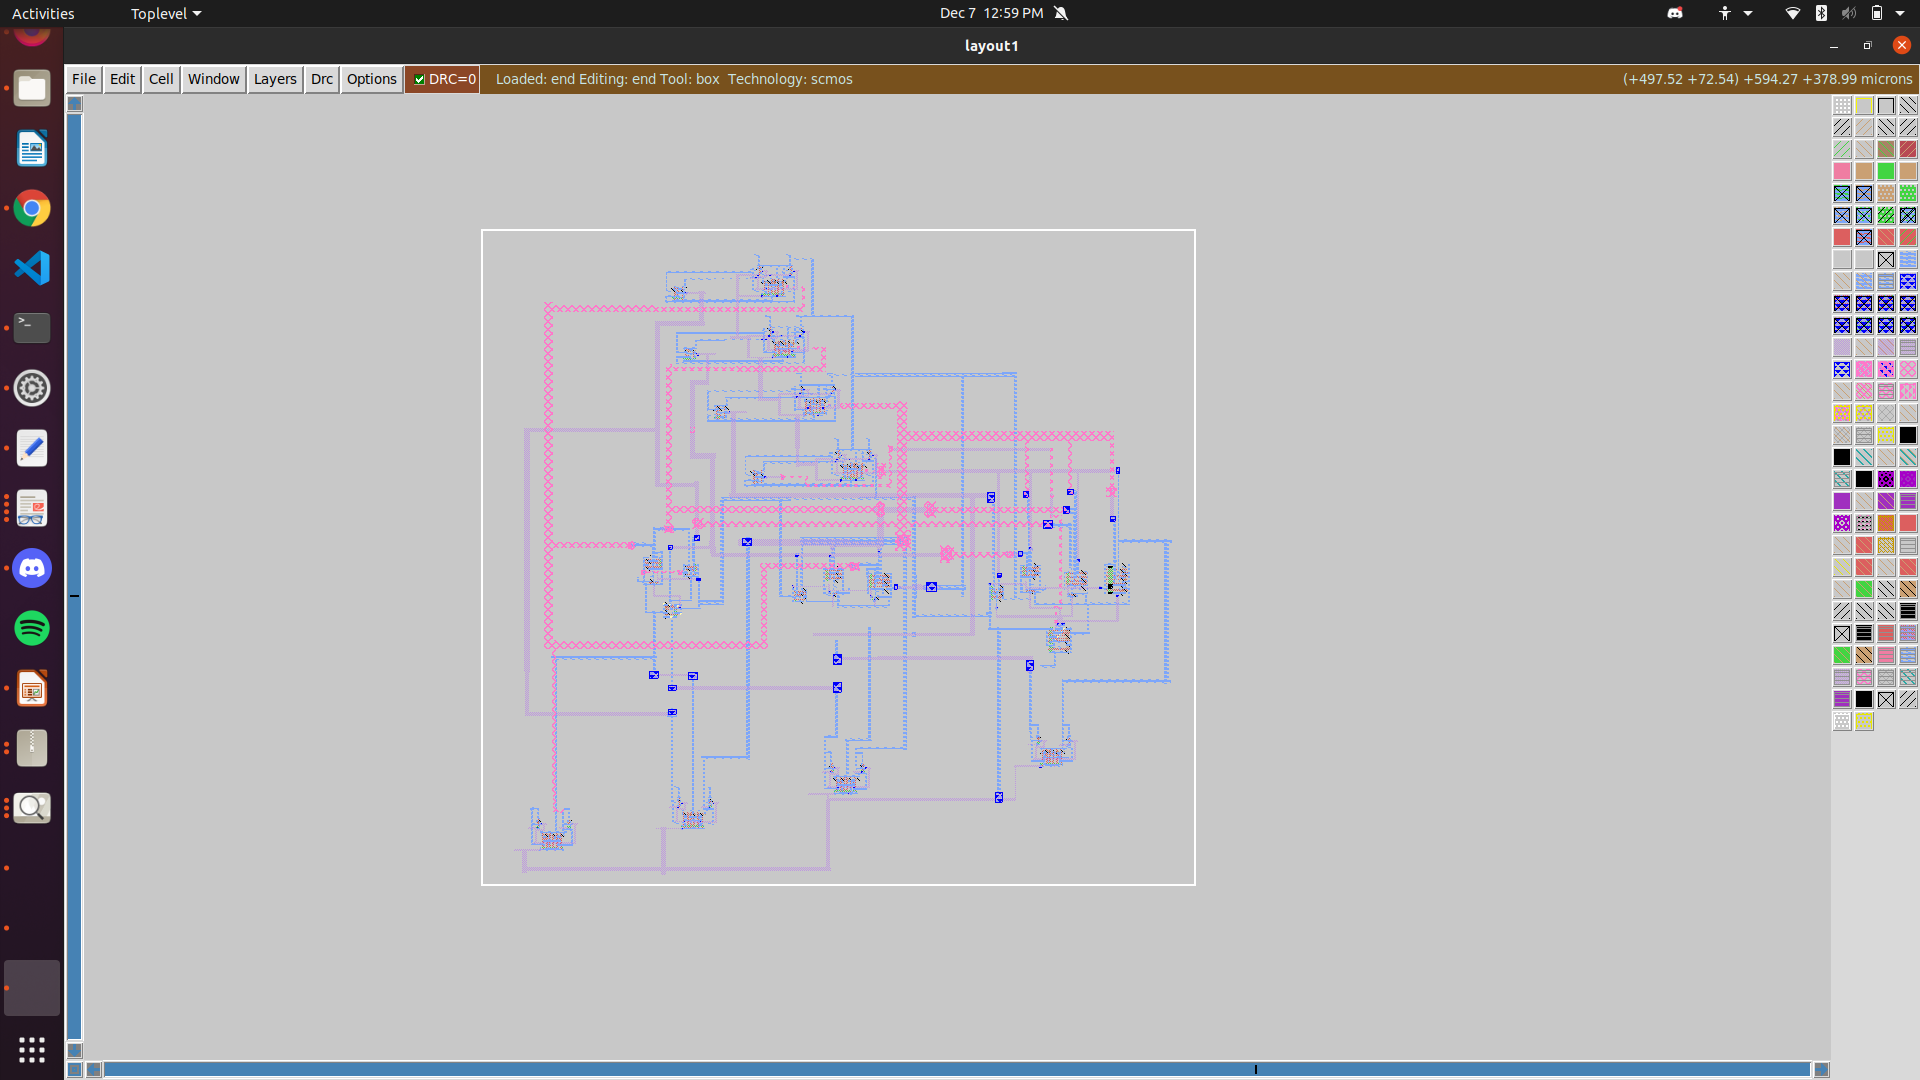 Activities Toplevel Dec 7 12:59 PM
layout1
File Edit Cell Window Layers Drc Options DRC=0 Loaded: end Editing: end Tool: box Technology: scmos (+497.52 +72.54) +594.27 +378.99 microns
>_